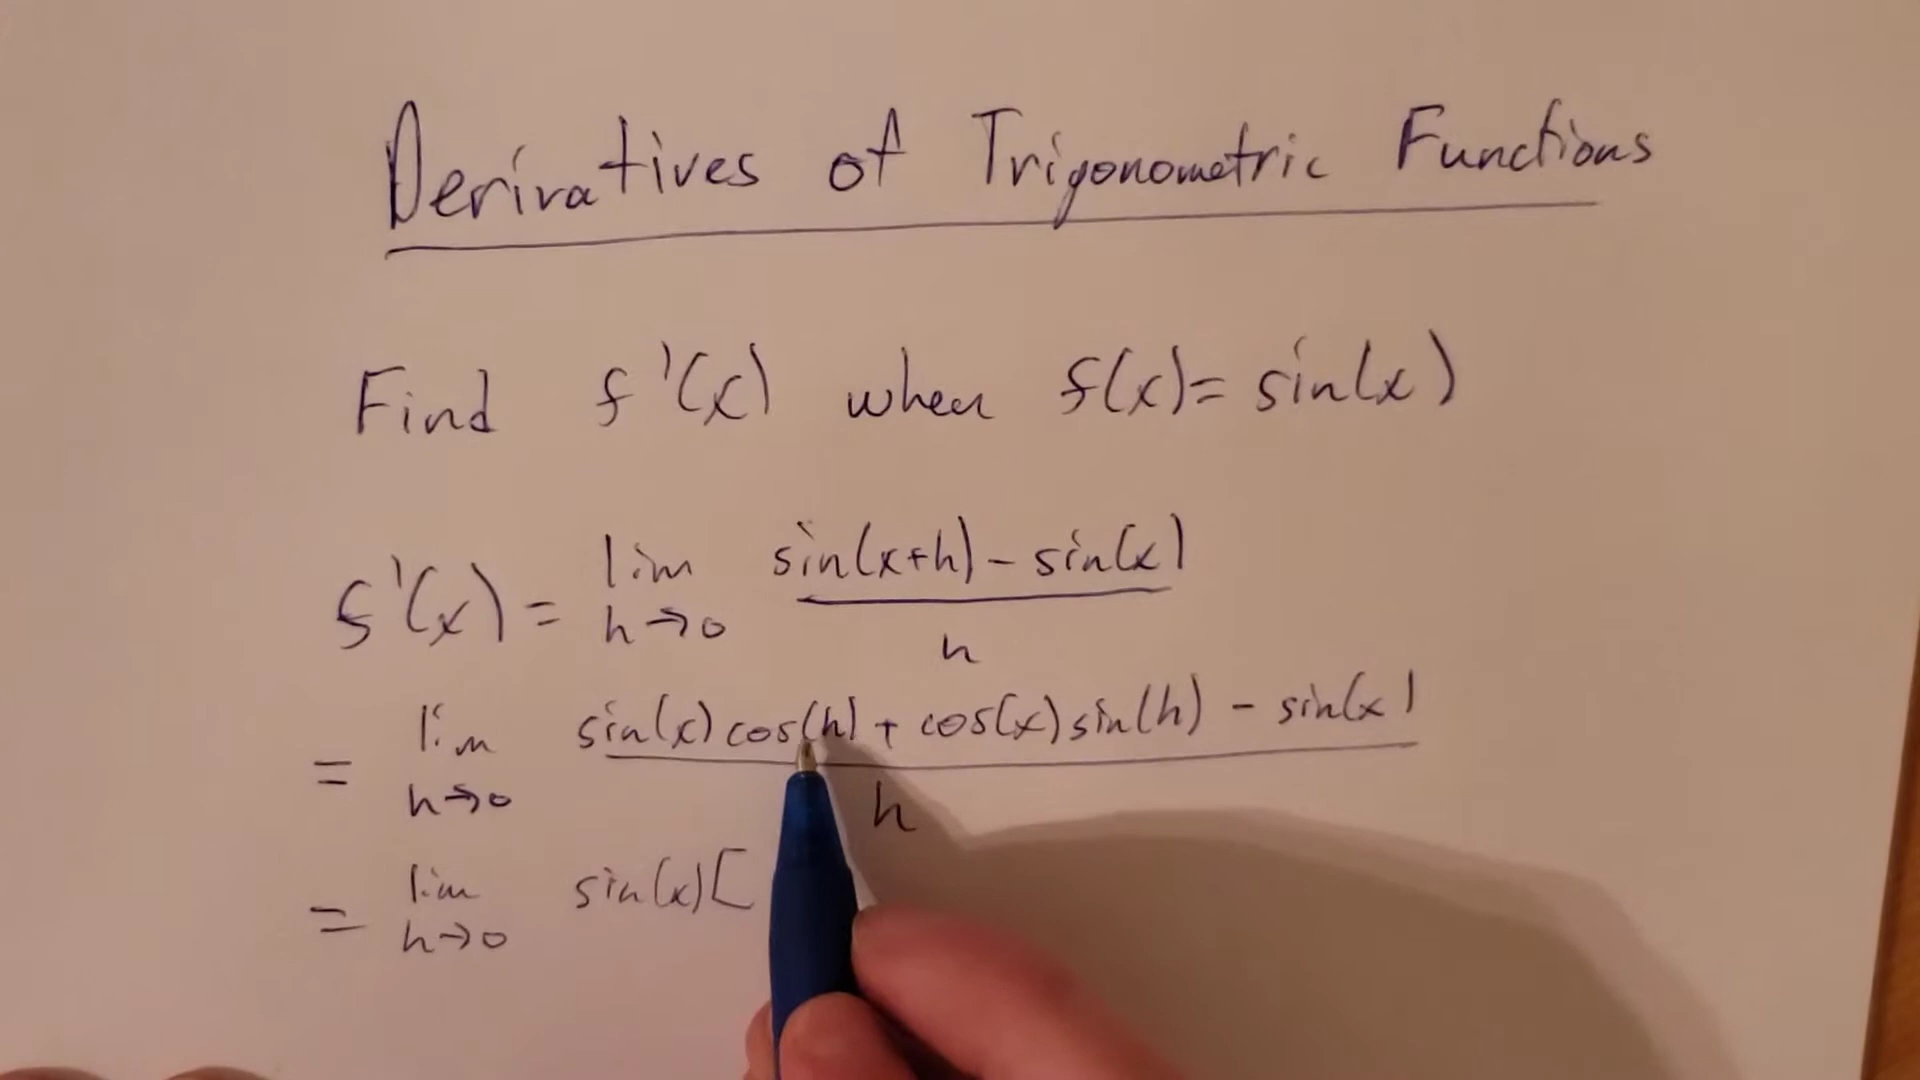 Derivatives of Trigonometric Functions
Find f'(x) when f(x)= sin(x)
f'(x) = lim sin(x+h) - sin(x)
h→0 h
= lim sin(x) cos(h) + cos(x) sin(h) - sin(x)
h→0 h
= lim sin(x)[
h→0